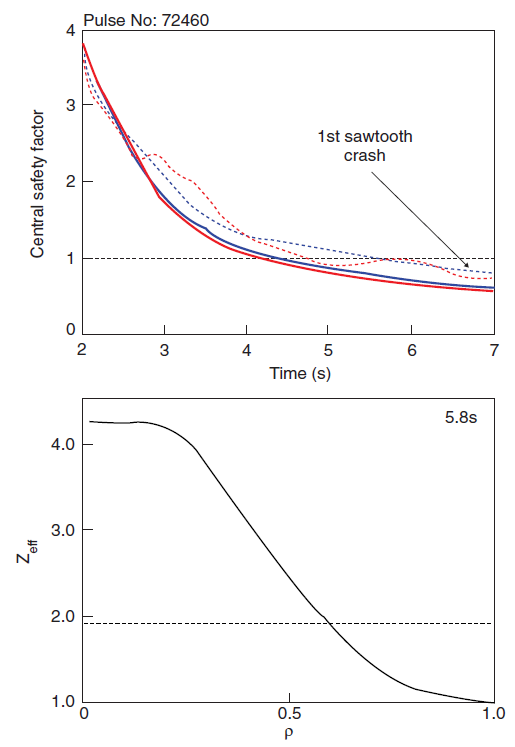 Pulse No: 72460
4
3
2
1
0
Central safety factor
1st sawtooth
crash
2
3
4
5
6
7
Time (s)
5.8s
4.0
3.0
2.0
1.0
Zeff
0
0.5
1.0
ρ